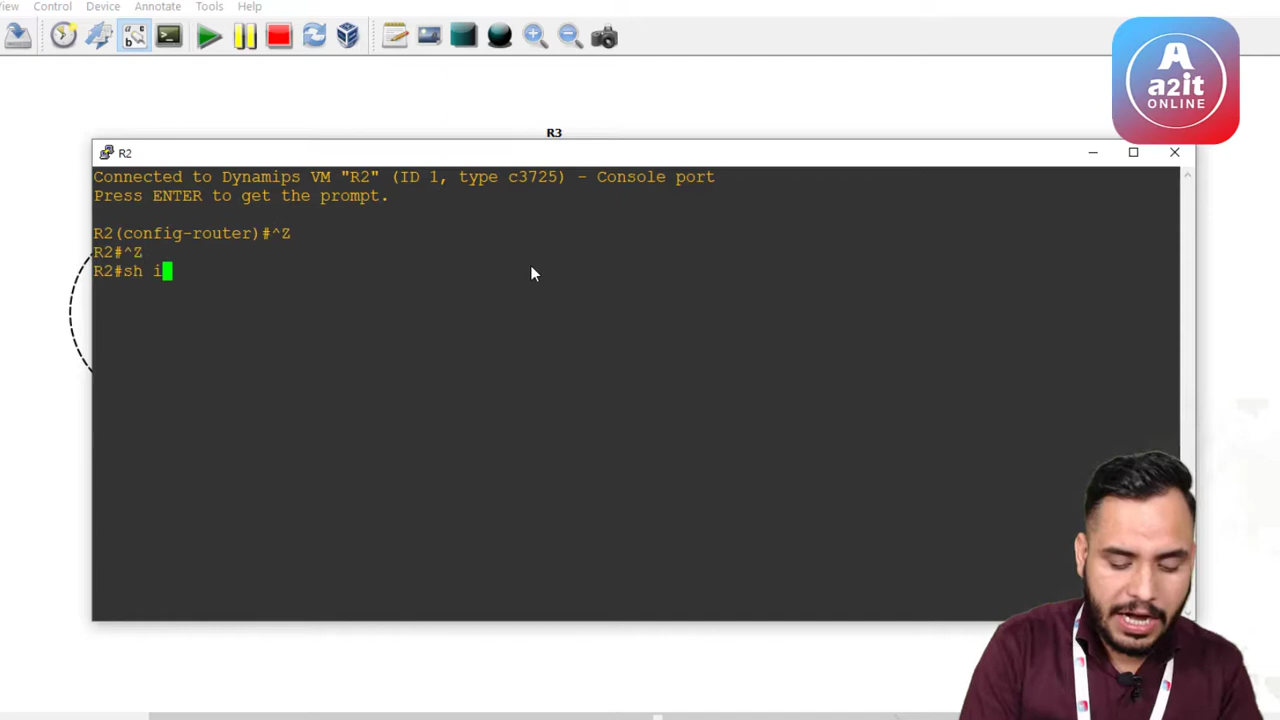 View Control Device Annotate Tools Help
A
a2it
ONLINE
R3
R2
Connected to Dynamips VM "R2" (ID 1, type c3725) - Console port
Press ENTER to get the prompt.
R2(config-router)#^Z
R2#^Z
R2#sh i